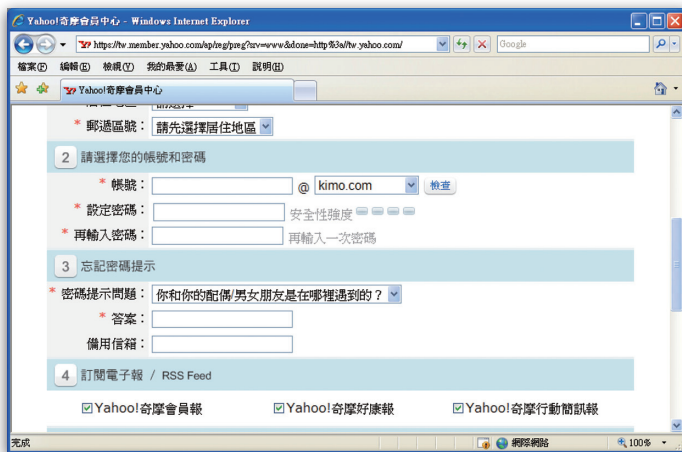 Yahoo!奇摩會員中心 - Windows Internet Explorer
https://tw.member.yahoo.com/ap/reg/preg?srv=www&done=http%3a//tw.yahoo.com/
Google
檔案(F) 編輯(E) 檢視(V) 我的最愛(A) 工具(T) 說明(H)
Yahoo!奇摩會員中心
* 郵遞區號： 請先選擇居住地區
2 請選擇您的帳號和密碼
* 帳號： @ kimo.com 檢查
* 設定密碼： 安全性強度
* 再輸入密碼： 再輸入一次密碼
3 忘記密碼提示
* 密碼提示問題： 你和你的配偶/男女朋友是在哪裡遇到的？
* 答案：
備用信箱：
4 訂閱電子報 / RSS Feed
Yahoo!奇摩會員報 Yahoo!奇摩好康報 Yahoo!奇摩行動簡訊報
完成 網際網路 100%